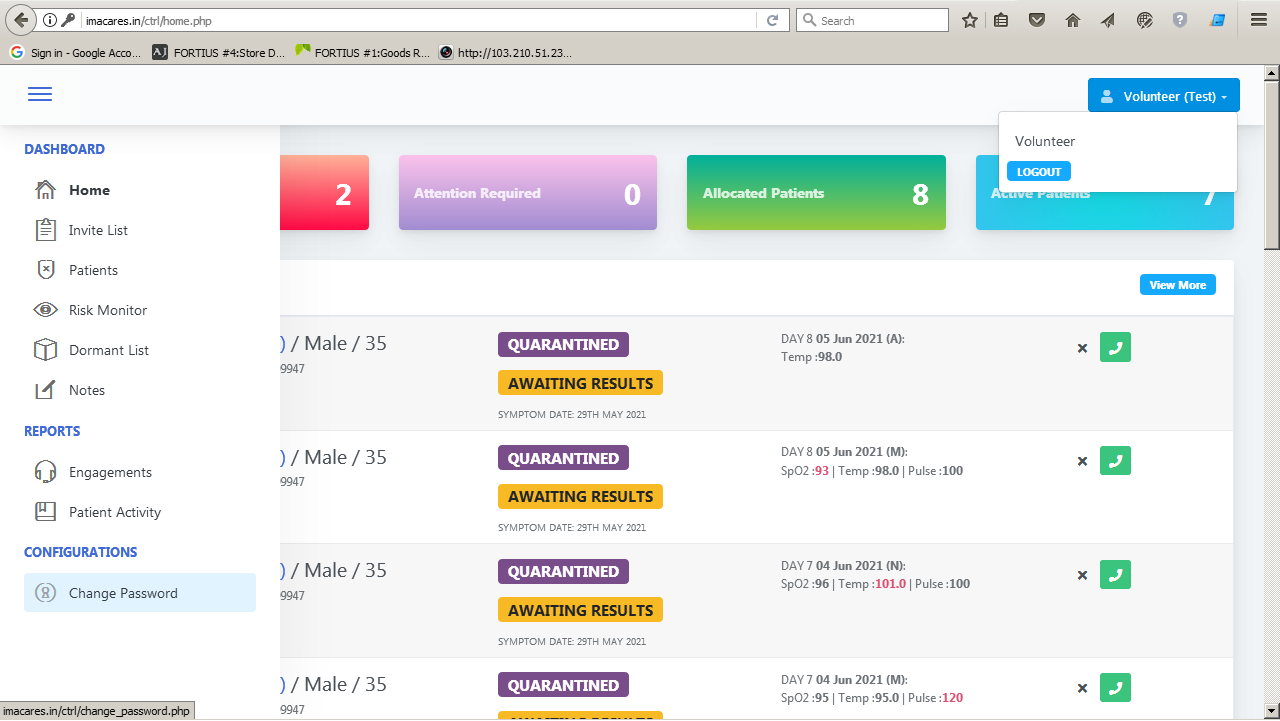 imacares.in/ctrl/home.php
Search
Sign in - Google Acco...
FORTIUS #4:Store D...
FORTIUS #1:Goods R...
http://103.210.51.23...
Volunteer (Test)
Volunteer
LOGOUT
DASHBOARD
Home
Invite List
Patients
Risk Monitor
Dormant List
Notes
REPORTS
Engagements
Patient Activity
CONFIGURATIONS
Change Password
2
Attention Required 0
Allocated Patients 8
Active Patients 7
View More
) / Male / 35
9947
QUARANTINED
AWAITING RESULTS
SYMPTOM DATE: 29TH MAY 2021
DAY 8 05 Jun 2021 (A):
Temp :98.0
) / Male / 35
9947
QUARANTINED
AWAITING RESULTS
SYMPTOM DATE: 29TH MAY 2021
DAY 8 05 Jun 2021 (M):
SpO2 :93 | Temp :98.0 | Pulse :100
) / Male / 35
9947
QUARANTINED
AWAITING RESULTS
SYMPTOM DATE: 29TH MAY 2021
DAY 7 04 Jun 2021 (N):
SpO2 :96 | Temp :101.0 | Pulse :100
) / Male / 35
9947
QUARANTINED
AWAITING RESULTS
DAY 7 04 Jun 2021 (M):
SpO2 :95 | Temp :95.0 | Pulse :120
imacares.in/ctrl/change_password.php